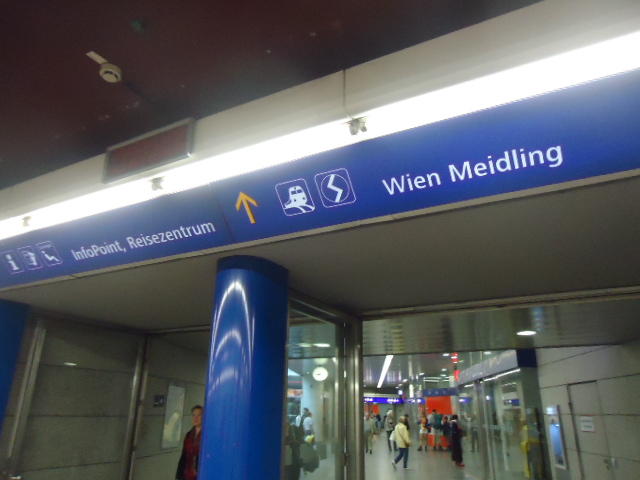 InfoPoint, Reisezentrum
Wien Meidling